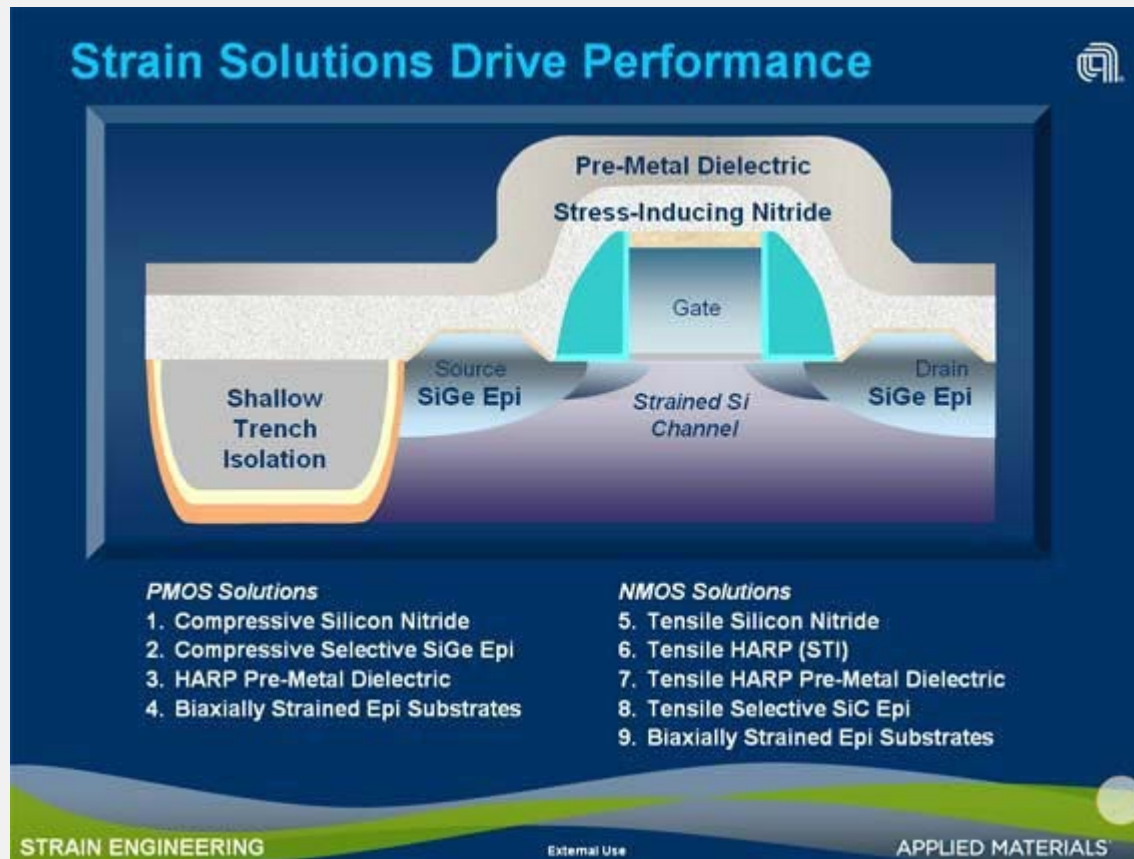 Strain Solutions Drive Performance
Pre-Metal Dielectric
Stress-Inducing Nitride
Gate
Source
SiGe Epi
Drain
SiGe Epi
Shallow
Trench
Isolation
Strained Si
Channel
PMOS Solutions
1. Compressive Silicon Nitride
2. Compressive Selective SiGe Epi
3. HARP Pre-Metal Dielectric
4. Biaxially Strained Epi Substrates
NMOS Solutions
5. Tensile Silicon Nitride
6. Tensile HARP (STI)
7. Tensile HARP Pre-Metal Dielectric
8. Tensile Selective SiC Epi
9. Biaxially Strained Epi Substrates
STRAIN ENGINEERING
External Use
APPLIED MATERIALS